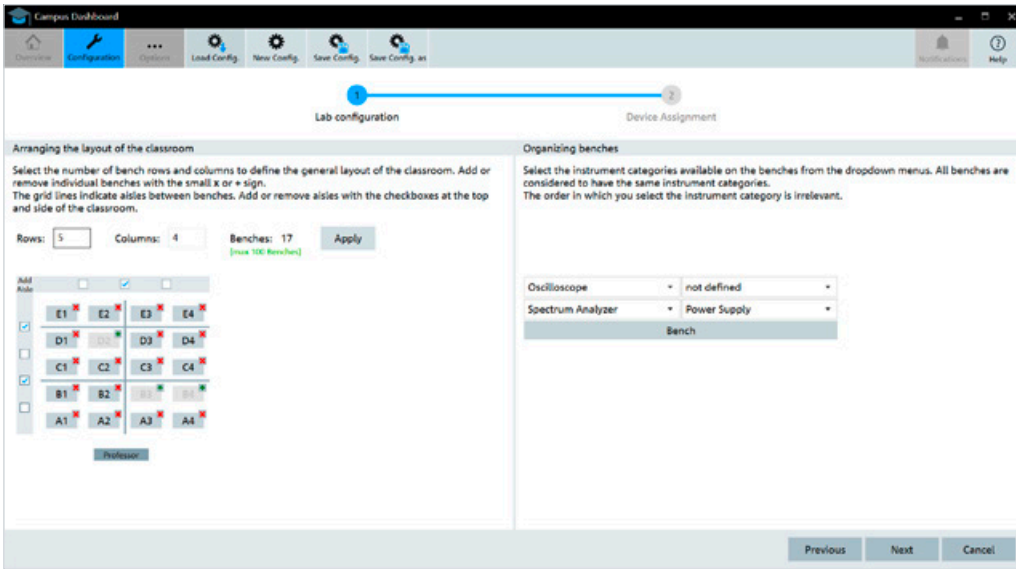 Campus Dashboard
Overview Configuration Options Load Config. New Config. Save Config. Save Config. as Notifications Help
1 2
Lab configuration Device Assignment
Arranging the layout of the classroom
Select the number of bench rows and columns to define the general layout of the classroom. Add or
remove individual benches with the small x or + sign.
The grid lines indicate aisles between benches. Add or remove aisles with the checkboxes at the top
and side of the classroom.
Rows: 5 Columns: 4 Benches: 17 Apply
[max 100 Benches]
Add
Aisle
E1 E2 E3 E4
D1 D2 D3 D4
C1 C2 C3 C4
B1 B2 B3 B4
A1 A2 A3 A4
Professor
Organizing benches
Select the instrument categories available on the benches from the dropdown menus. All benches are
considered to have the same instrument categories.
The order in which you select the instrument category is irrelevant.
Oscilloscope not defined
Spectrum Analyzer Power Supply
Bench
Previous Next Cancel